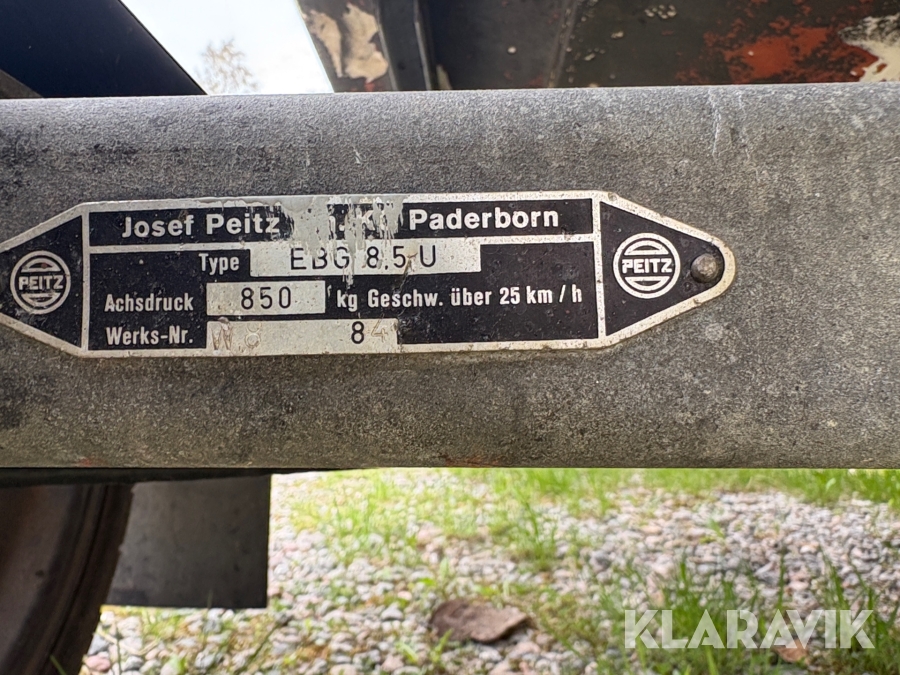 Josef Peitz Paderborn
Type EBG 8,5 U
PEITZ
PEITZ
Achsdruck 850 kg Geschw. über 25 km/h
Werks-Nr. 84
KLARAVIK